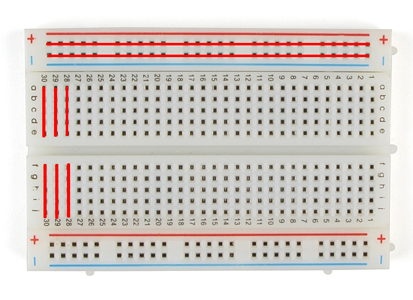 + +
− −
30 29 28 27 26 25 24 23 22 21 20 19 18 17 16 15 14 13 12 11 10 9 8 7 6 5 4 3 2 1
a a
b b
c c
d d
e e
f f
g g
h h
i i
j j
30 29 28 27 26 25 24 23 22 21 20 19 18 17 16 15 14 13 12 11 10 9 8 7 6 5 4 3 2 1
+ +
− −